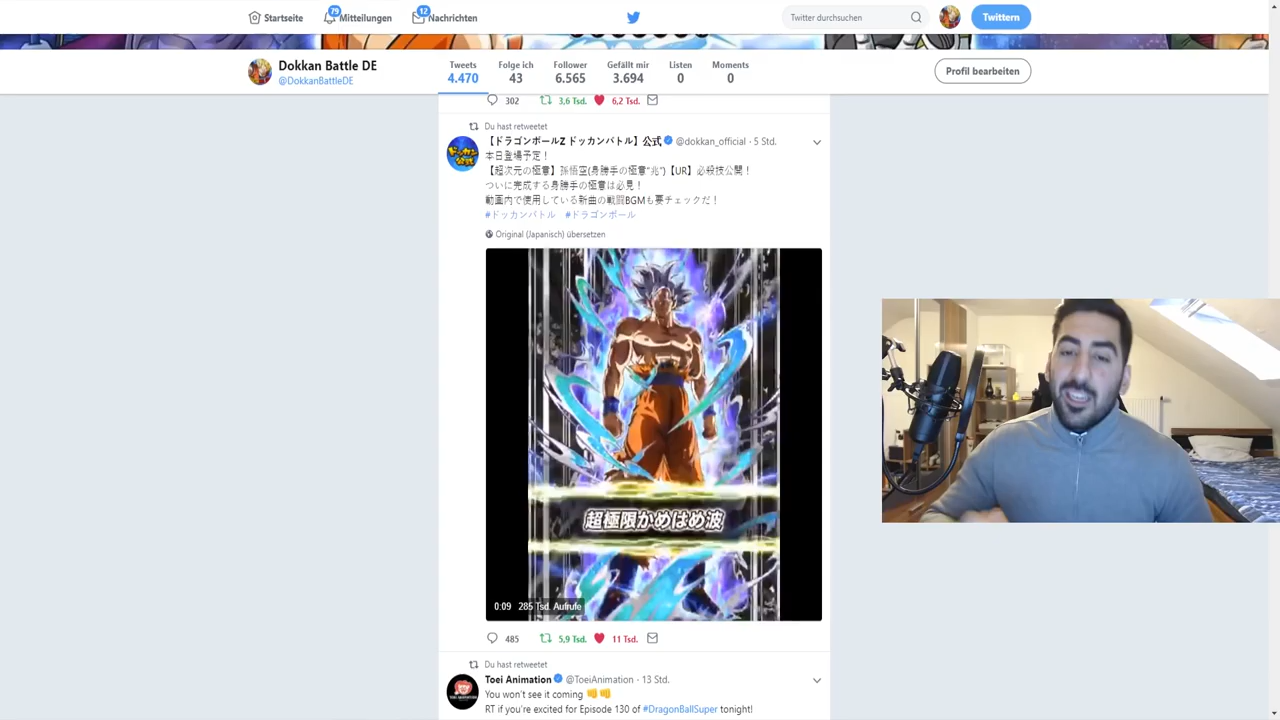 Startseite
79
Mitteilungen
12
Nachrichten
Twitter durchsuchen
Twittern
Dokkan Battle DE
@DokkanBattleDE
Tweets
4.470
Folge ich
43
Follower
6.565
Gefällt mir
3.694
Listen
0
Moments
0
Profil bearbeiten
302 3,6 Tsd. 6,2 Tsd.
Du hast retweetet
【ドラゴンボールZ ドッカンバトル】公式 @dokkan_official · 5 Std.
本日登場予定！
【超次元の極意】孫悟空(身勝手の極意"兆")【UR】必殺技公開！
ついに完成する身勝手の極意は必見！
動画内で使用している新曲の戦闘BGMも要チェックだ！
#ドッカンバトル #ドラゴンボール
Original (Japanisch) übersetzen
超極限かめはめ波
0:09 285 Tsd. Aufrufe
485 5,9 Tsd. 11 Tsd.
Du hast retweetet
Toei Animation @ToeiAnimation · 13 Std.
You won't see it coming
RT if you're excited for Episode 130 of #DragonBallSuper tonight!